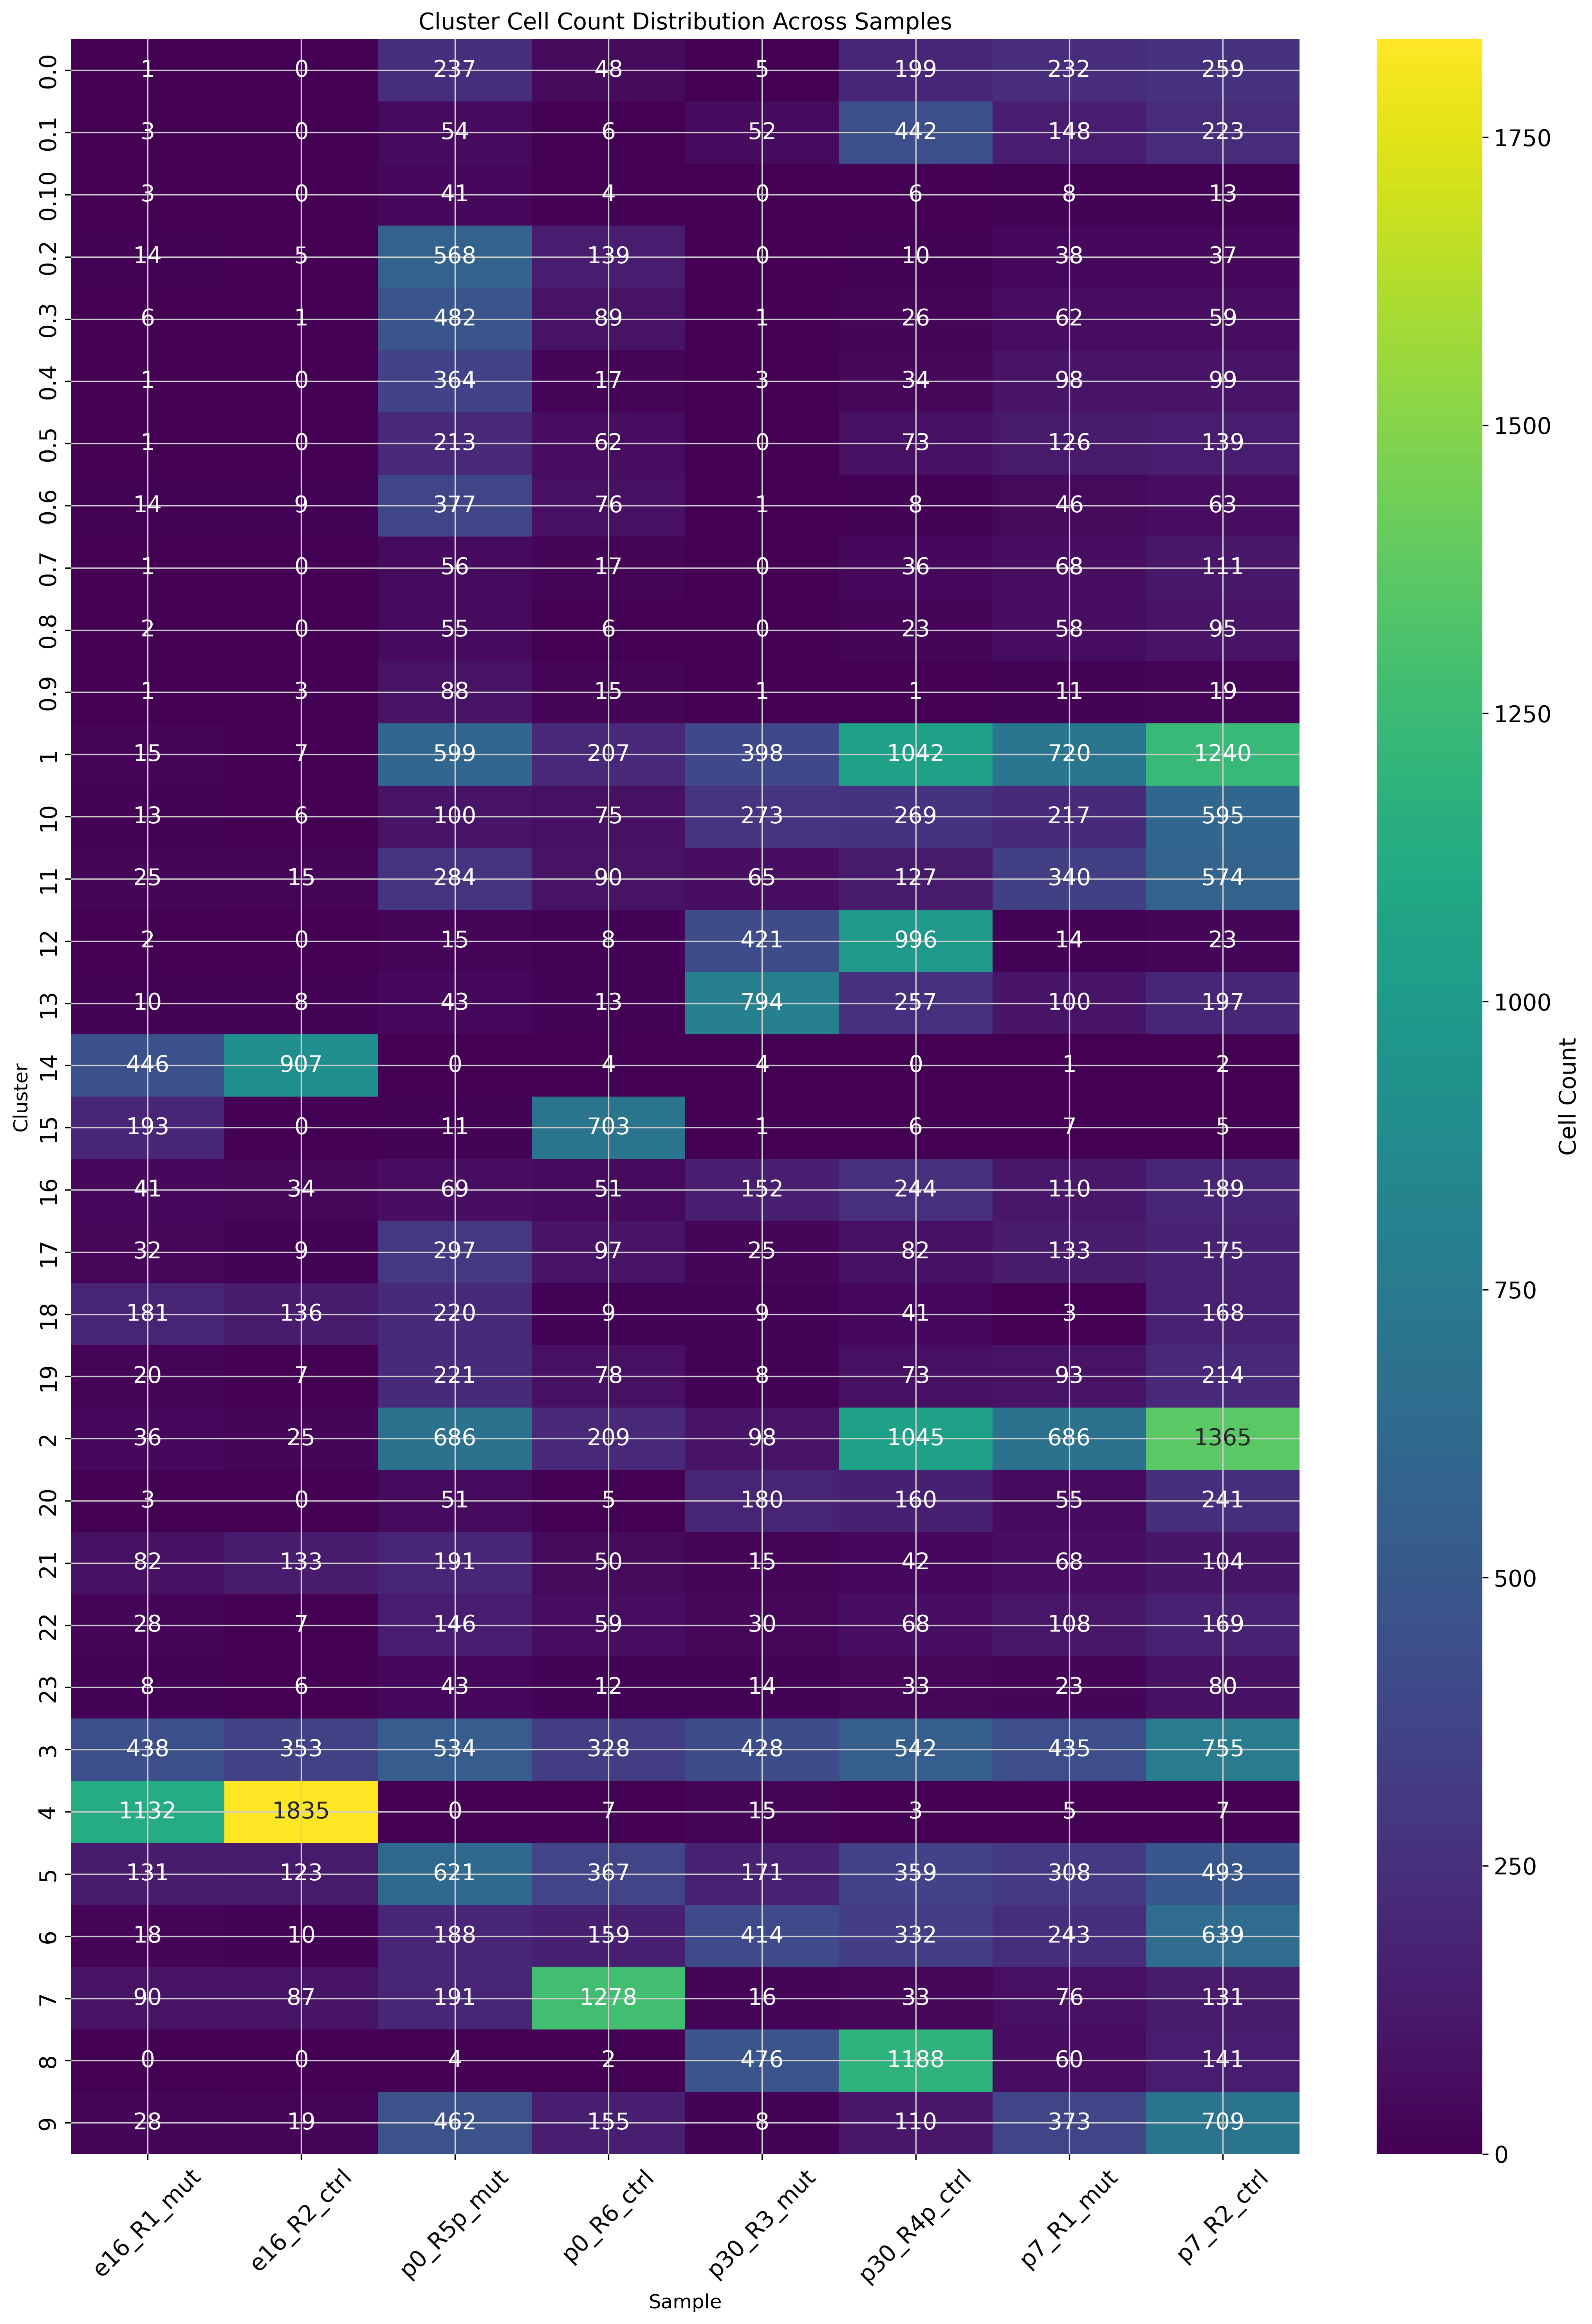 Cluster Cell Count Distribution Across Samples
0.0 1 0 237 48 5 199 232 259
0.1 3 0 54 6 52 442 148 223
0.10 3 0 41 4 0 6 8 13
0.2 14 5 568 139 0 10 38 37
0.3 6 1 482 89 1 26 62 59
0.4 1 0 364 17 3 34 98 99
0.5 1 0 213 62 0 73 126 139
0.6 14 9 377 76 1 8 46 63
0.7 1 0 56 17 0 36 68 111
0.8 2 0 55 6 0 23 58 95
0.9 1 3 88 15 1 1 11 19
1 15 7 599 207 398 1042 720 1240
10 13 6 100 75 273 269 217 595
11 25 15 284 90 65 127 340 574
12 2 0 15 8 421 996 14 23
13 10 8 43 13 794 257 100 197
14 446 907 0 4 4 0 1 2
15 193 0 11 703 1 6 7 5
16 41 34 69 51 152 244 110 189
17 32 9 297 97 25 82 133 175
18 181 136 220 9 9 41 3 168
19 20 7 221 78 8 73 93 214
2 36 25 686 209 98 1045 686 1365
20 3 0 51 5 180 160 55 241
21 82 133 191 50 15 42 68 104
22 28 7 146 59 30 68 108 169
23 8 6 43 12 14 33 23 80
3 438 353 534 328 428 542 435 755
4 1132 1835 0 7 15 3 5 7
5 131 123 621 367 171 359 308 493
6 18 10 188 159 414 332 243 639
7 90 87 191 1278 16 33 76 131
8 0 0 4 2 476 1188 60 141
9 28 19 462 155 8 110 373 709
Cluster
e16_R1_mut e16_R2_ctrl p0_R5p_mut p0_R6_ctrl p30_R3_mut p30_R4p_ctrl p7_R1_mut p7_R2_ctrl
Sample
1750
1500
1250
1000
750
500
250
0
Cell Count